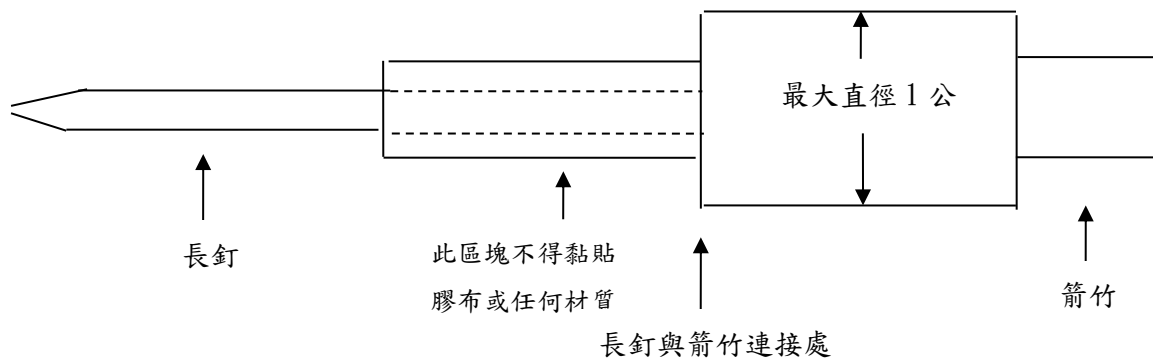 最大直徑 1 公
長釘
此區塊不得黏貼
膠布或任何材質
箭竹
長釘與箭竹連接處